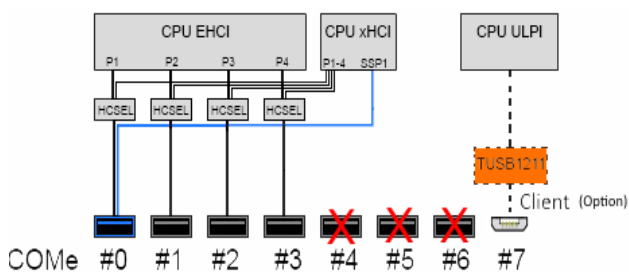 CPU EHCI CPU xHCI CPU ULPI
P1 P2 P3 P4 P1-4 SSP1
HCSEL HCSEL HCSEL HCSEL
TUSB1211
Client (Option)
COMe #0 #1 #2 #3 #4 #5 #6 #7